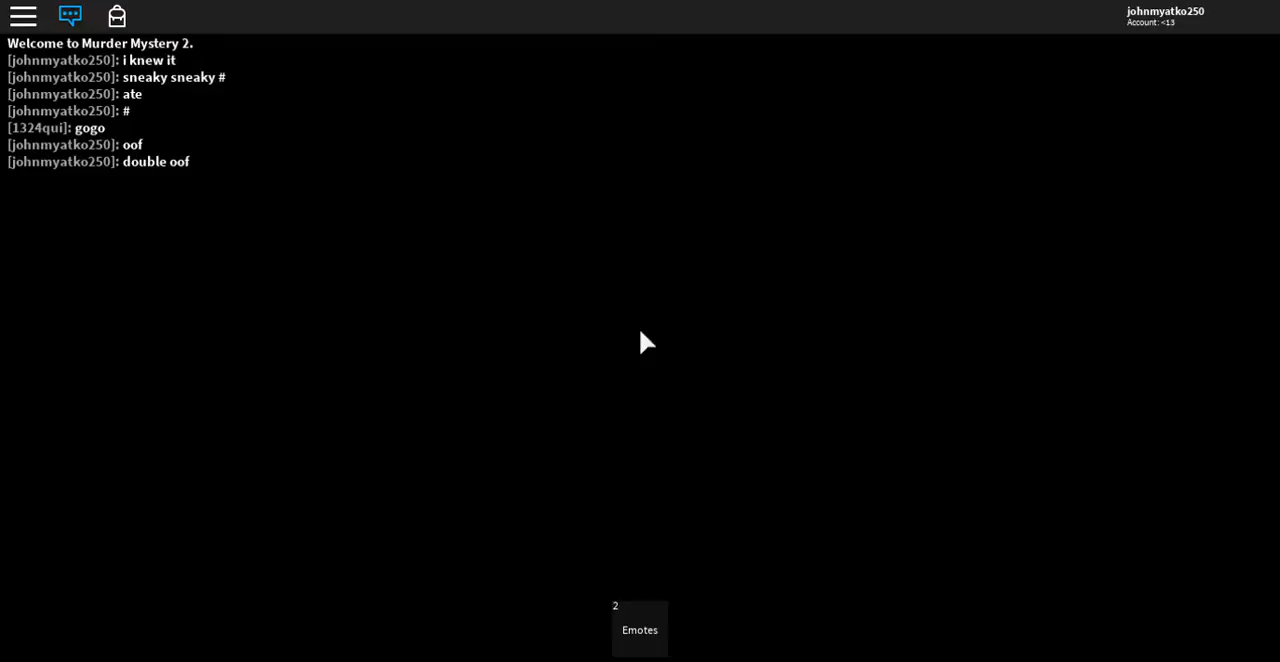 johnmyatko250
Account: <13
Welcome to Murder Mystery 2.
[johnmyatko250]: i knew it
[johnmyatko250]: sneaky sneaky #
[johnmyatko250]: ate
[johnmyatko250]: #
[1324qui]: gogo
[johnmyatko250]: oof
[johnmyatko250]: double oof
2
Emotes